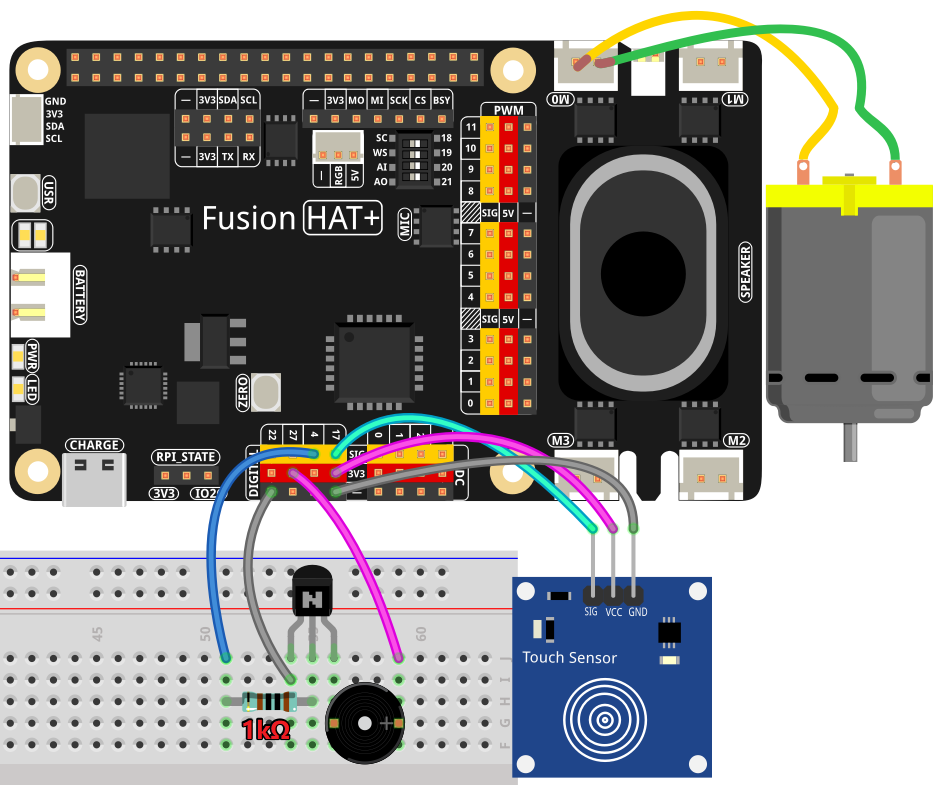 M0
M1
GND
3V3
SDA
SCL
— 3V3 SDA SCL
— 3V3 TX RX
— 3V3 MO MI SCK CS BSY
— RGB 5V
SC 18
WS 19
AI 20
AO 21
PWM
11
10
9
8
SIG 5V —
7
6
5
4
SIG 5V —
3
2
1
0
USR
Fusion HAT+
MIC
BATTERY
SPEAKER
PWR
LED
ZERO
CHARGE
RPI_STATE
3V3
22 27 4 17
0 1
SIG
3V3
—
M3
M2
45
50
60
J
I
H
G
F
N
1kΩ
+
SIG VCC GND
Touch Sensor